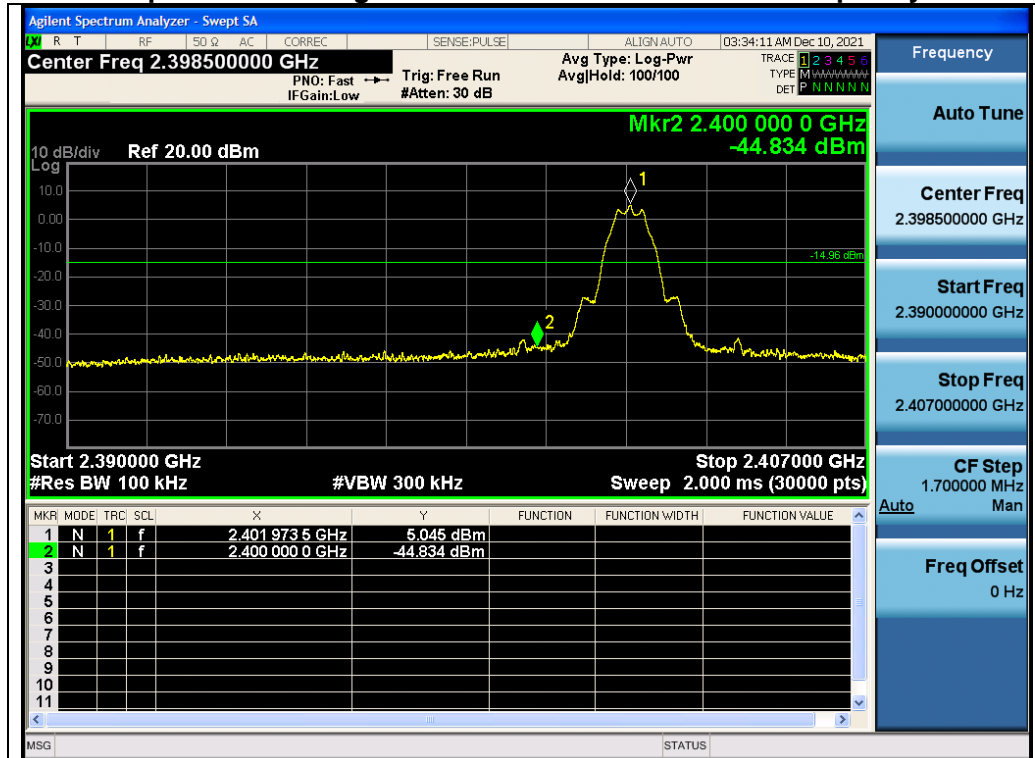 Agilent Spectrum Analyzer - Swept SA
LXI R T RF 50 Ω AC CORREC SENSE:PULSE ALIGN AUTO 03:34:11 AM Dec 10, 2021
Center Freq 2.398500000 GHz
PNO: Fast
IFGain:Low
Trig: Free Run
#Atten: 30 dB
Avg Type: Log-Pwr
Avg|Hold: 100/100
TRACE 1 2 3 4 5 6
TYPE M
DET P N N N N N
Mkr2 2.400 000 0 GHz
-44.834 dBm
10 dB/div Ref 20.00 dBm
Log
10.0
0.00
-10.0
-20.0
-30.0
-40.0
-50.0
-60.0
-70.0
1
-14.96 dBm
2
Start 2.390000 GHz Stop 2.407000 GHz
#Res BW 100 kHz #VBW 300 kHz Sweep 2.000 ms (30000 pts)
MKR MODE TRC SCL X Y FUNCTION FUNCTION WIDTH FUNCTION VALUE
1 N 1 f 2.401 973 5 GHz 5.045 dBm
2 N 1 f 2.400 000 0 GHz -44.834 dBm
3
4
5
6
7
8
9
10
11
MSG STATUS
Frequency
Auto Tune
Center Freq
2.398500000 GHz
Start Freq
2.390000000 GHz
Stop Freq
2.407000000 GHz
CF Step
1.700000 MHz
Auto Man
Freq Offset
0 Hz